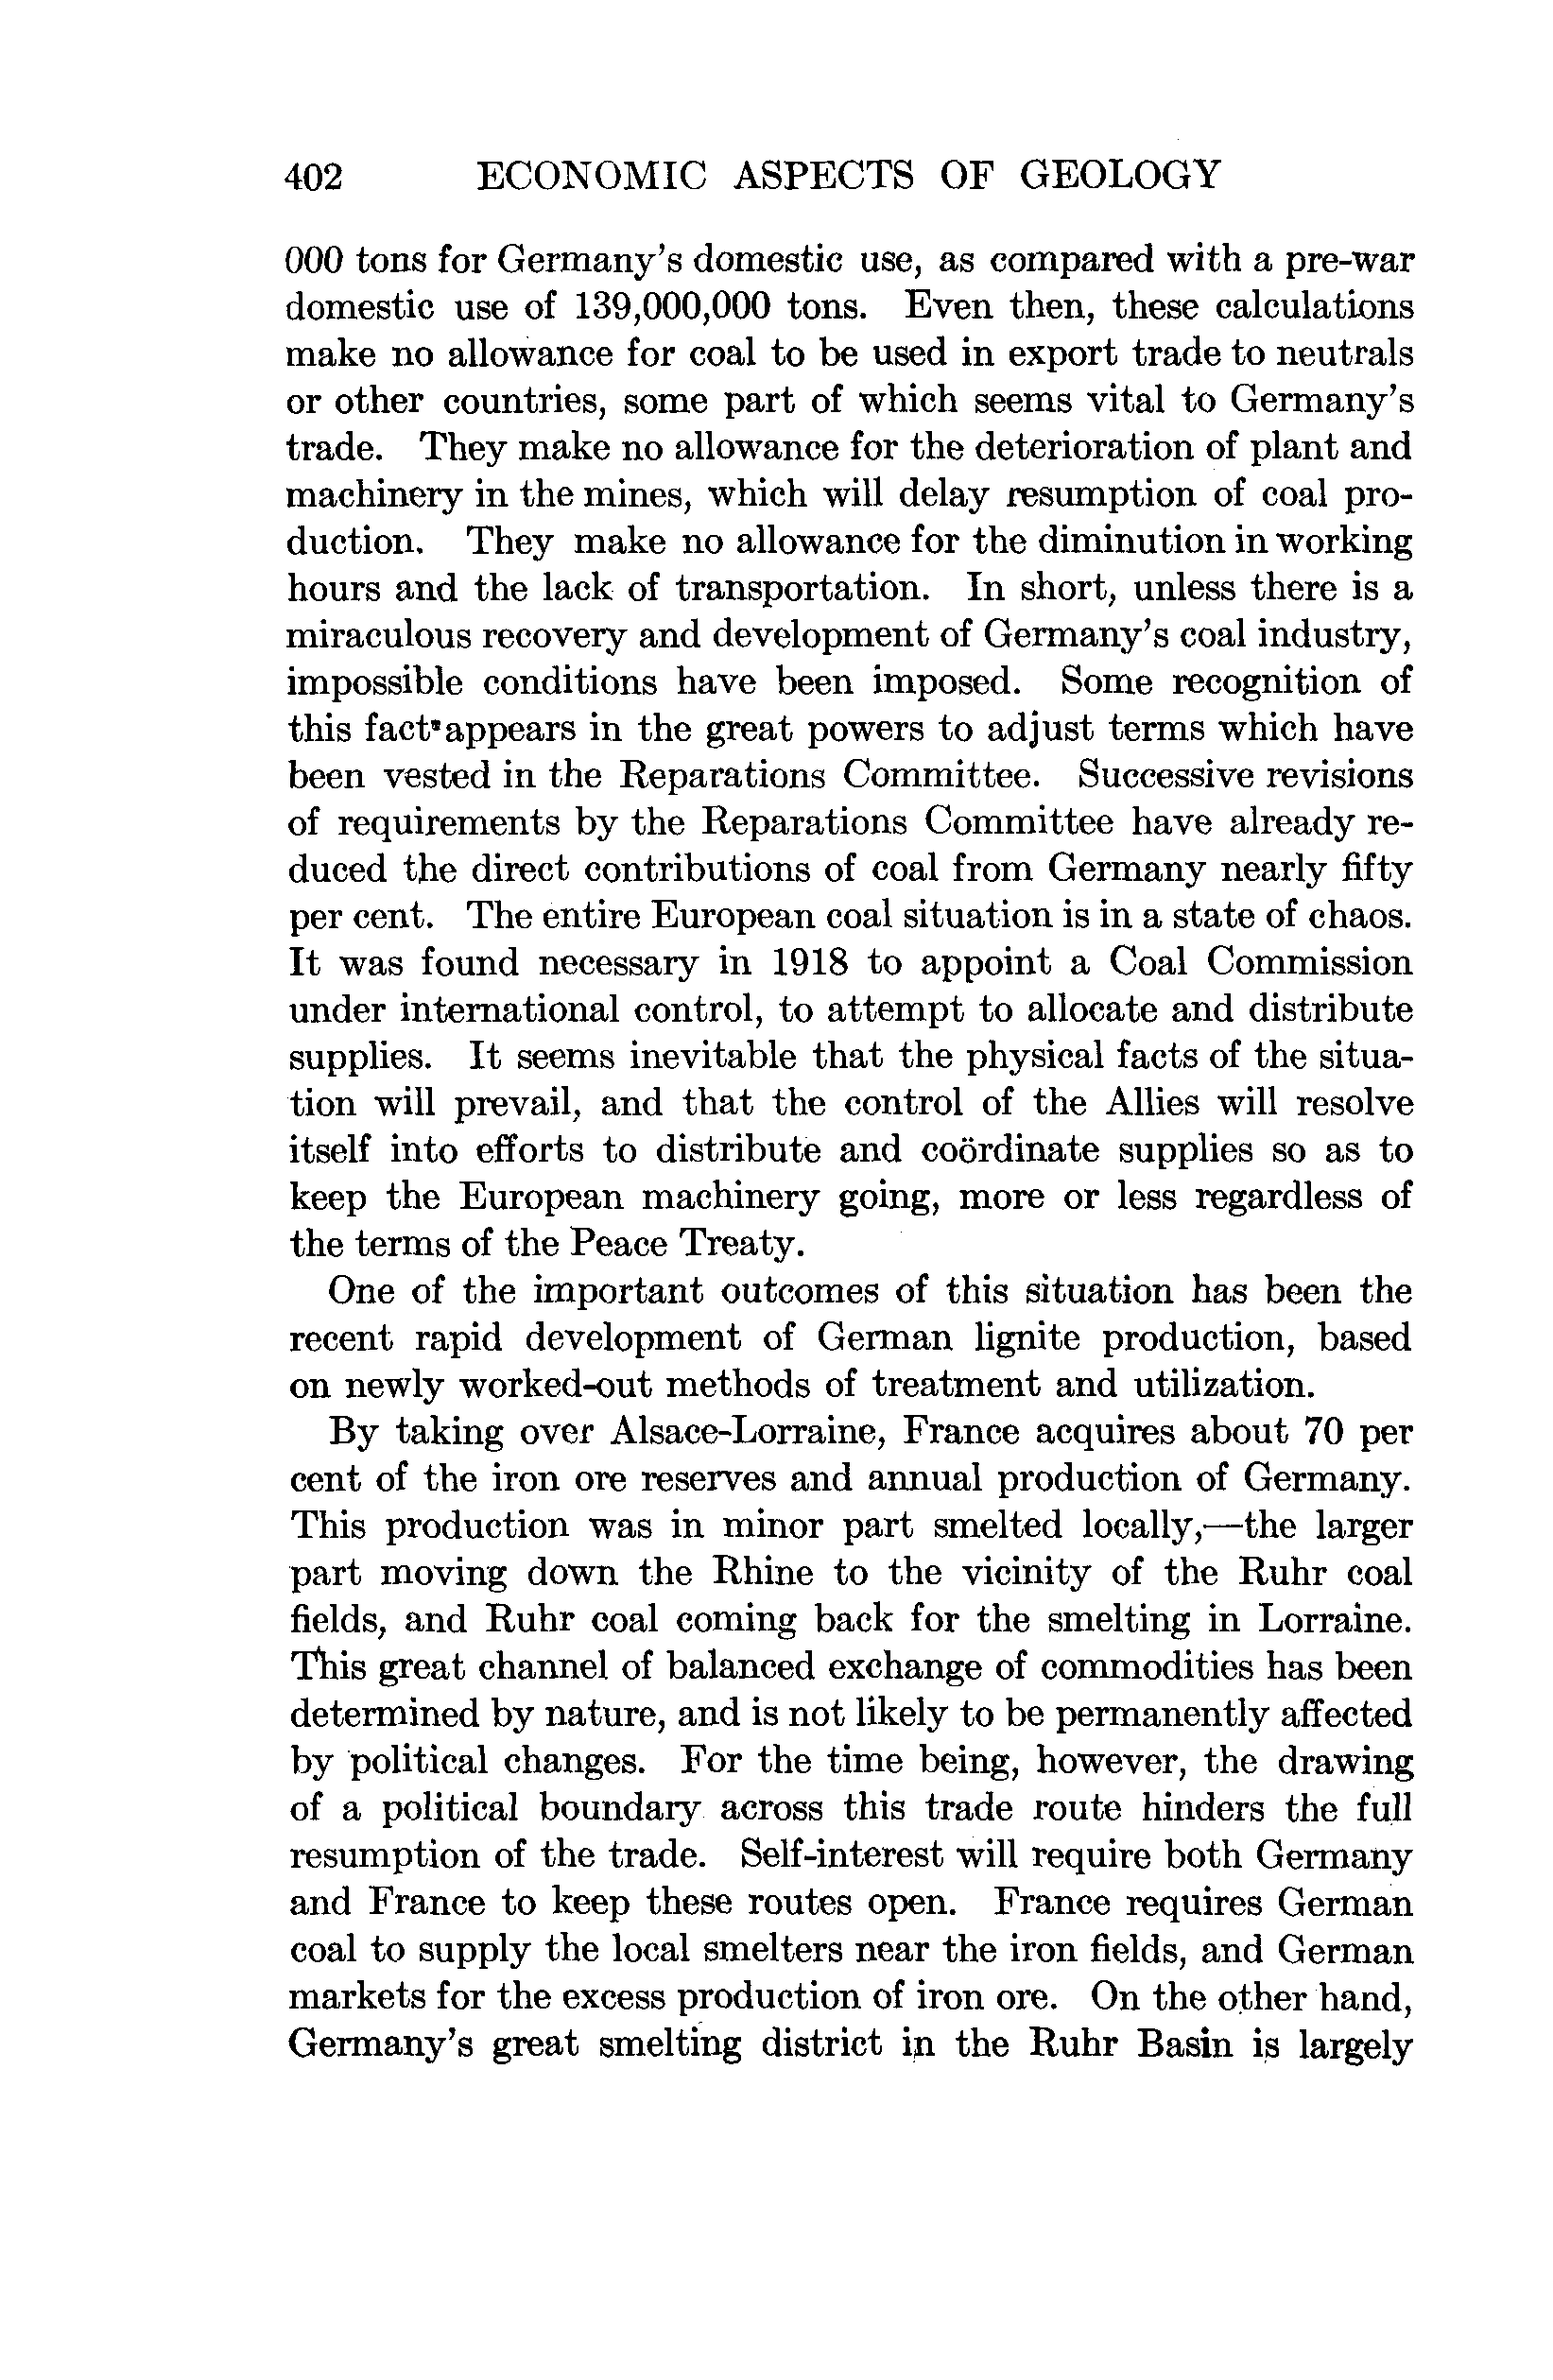 402 ECONOMIC ASPECTS OF GEOLOGY
000 tons for Germany's domestic use, as compared with a pre-war
domestic use of 139,000,000 tons. Even then, these calculations
make no allowance for coal to be used in export trade to neutrals
or other countries, some part of which seems vital to Germany's
trade. They make no allowance for the deterioration of plant and
machinery in the mines, which will delay resumption of coal pro-
duction. They make no allowance for the diminution in working
hours and the lack of transportation. In short, unless there is a
miraculous recovery and development of Germany's coal industry,
impossible conditions have been imposed. Some recognition of
this fact appears in the great powers to adjust terms which have
been vested in the Reparations Committee. Successive revisions
of requirements by the Reparations Committee have already re-
duced the direct contributions of coal from Germany nearly fifty
per cent. The entire European coal situation is in a state of chaos.
It was found necessary in 1918 to appoint a Coal Commission
under international control, to attempt to allocate and distribute
supplies. It seems inevitable that the physical facts of the situa-
tion will prevail, and that the control of the Allies will resolve
itself into efforts to distribute and coördinate supplies so as to
keep the European machinery going, more or less regardless of
the terms of the Peace Treaty.
One of the important outcomes of this situation has been the
recent rapid development of German lignite production, based
on newly worked-out methods of treatment and utilization.
By taking over Alsace-Lorraine, France acquires about 70 per
cent of the iron ore reserves and annual production of Germany.
This production was in minor part smelted locally,—the larger
part moving down the Rhine to the vicinity of the Ruhr coal
fields, and Ruhr coal coming back for the smelting in Lorraine.
This great channel of balanced exchange of commodities has been
determined by nature, and is not likely to be permanently affected
by political changes. For the time being, however, the drawing
of a political boundary across this trade route hinders the full
resumption of the trade. Self-interest will require both Germany
and France to keep these routes open. France requires German
coal to supply the local smelters near the iron fields, and German
markets for the excess production of iron ore. On the other hand,
Germany's great smelting district in the Ruhr Basin is largely